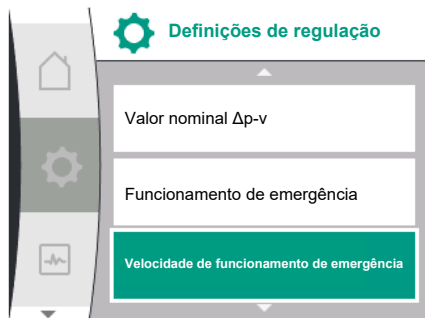 Definições de regulação
Valor nominal Δp-v
Funcionamento de emergência
Velocidade de funcionamento de emergência